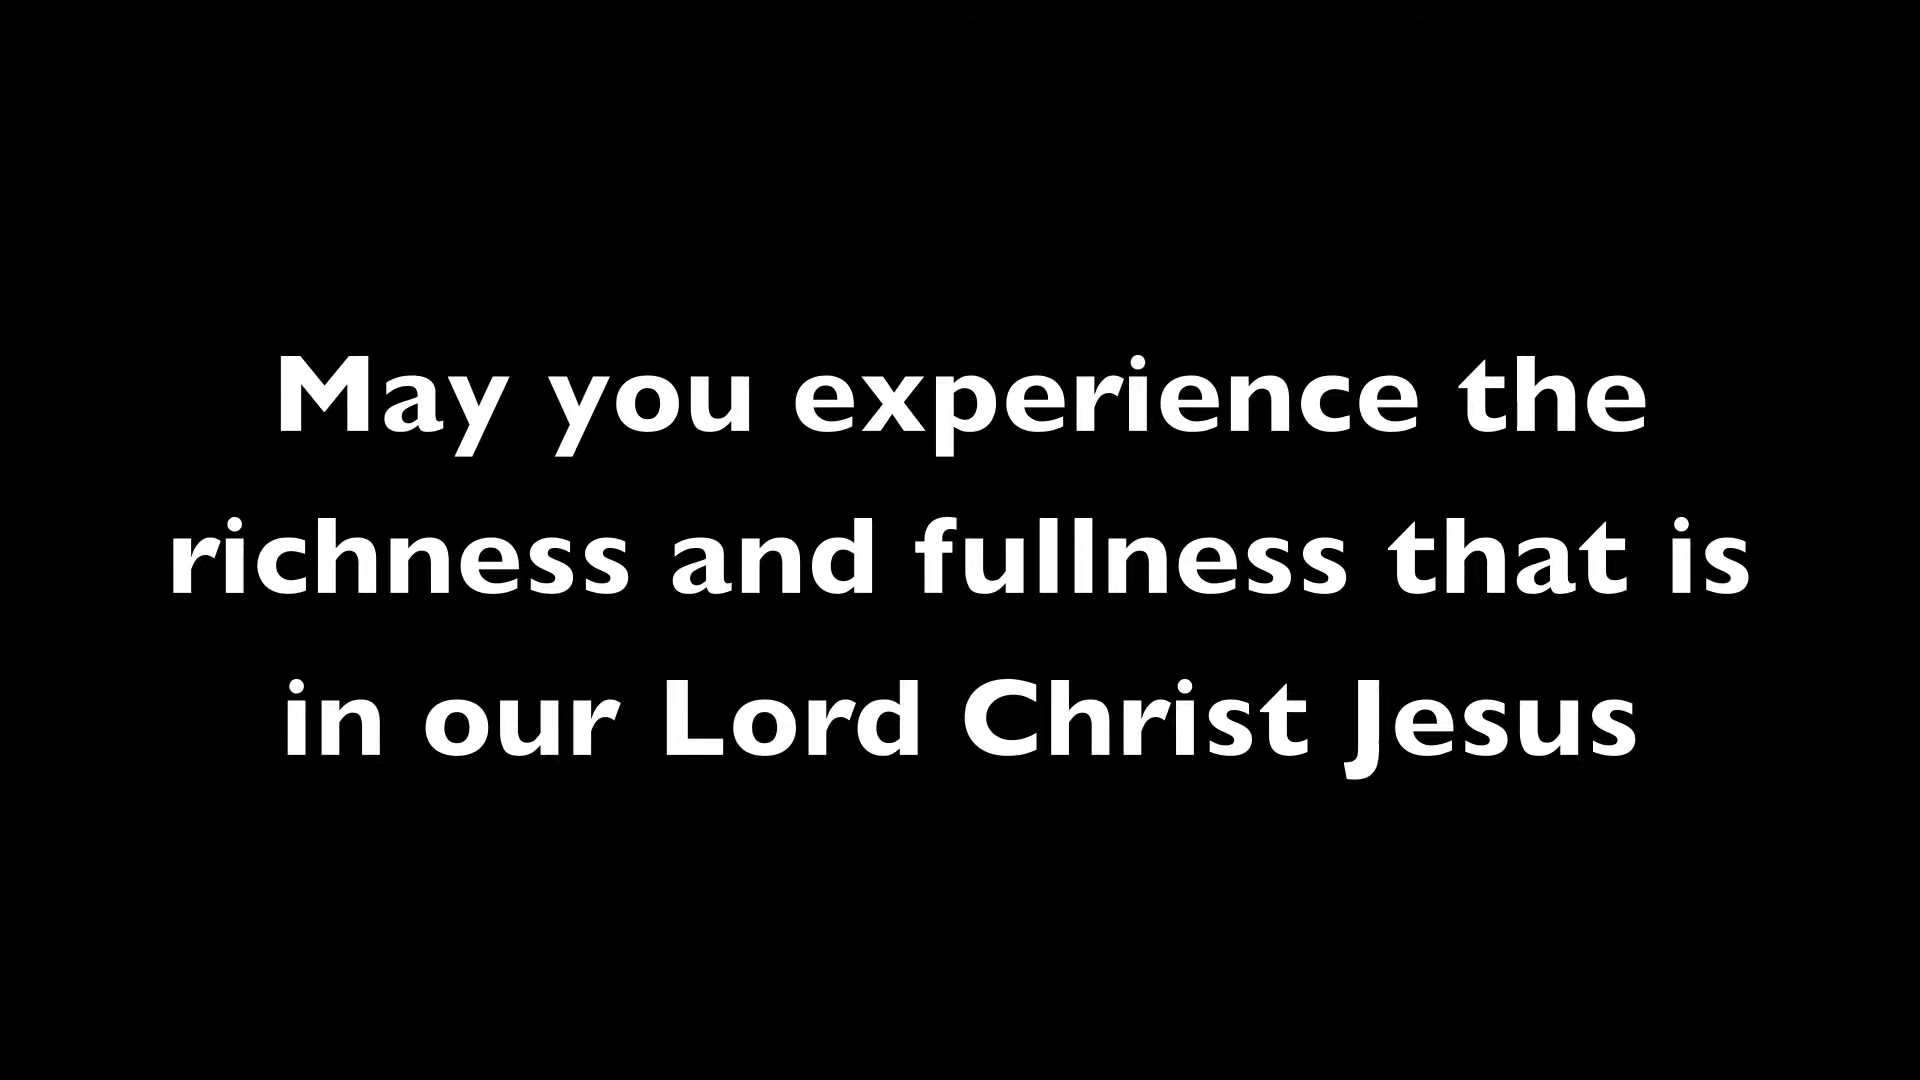 May you experience the
richness and fullness that is
in our Lord Christ Jesus